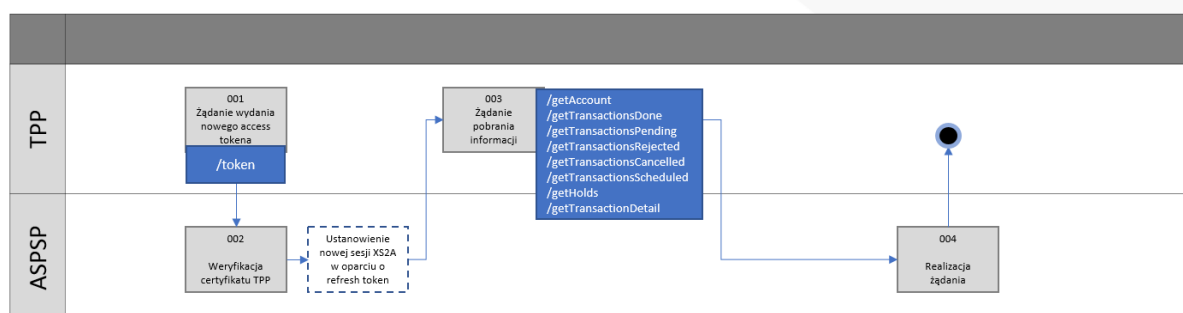 TPP
001
Żądanie wydania
nowego access
tokena
/token
003
Żądanie
pobrania
informacji
/getAccount
/getTransactionsDone
/getTransactionsPending
/getTransactionsRejected
/getTransactionsCancelled
/getTransactionsScheduled
/getHolds
/getTransactionDetail
ASPSP
002
Weryfikacja
certyfikatu TPP
Ustanowienie
nowej sesji XS2A
w oparciu o
refresh token
004
Realizacja
żądania